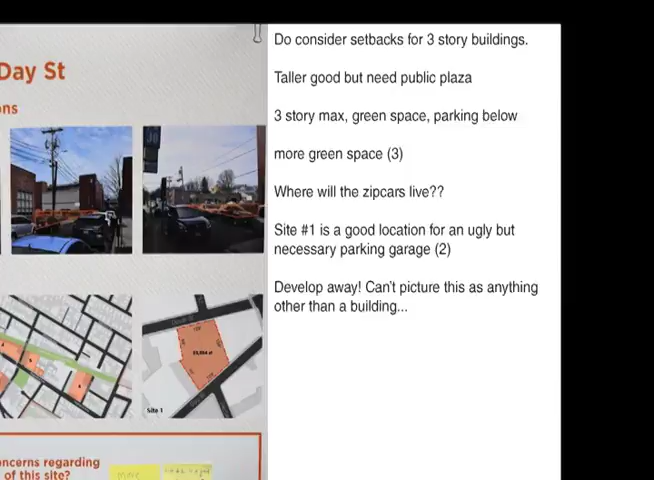 Day St
ns
Do consider setbacks for 3 story buildings.
Taller good but need public plaza
3 story max, green space, parking below
more green space (3)
Where will the zipcars live??
Site #1 is a good location for an ugly but
necessary parking garage (2)
Develop away! Can't picture this as anything
other than a building...
Site 1
ncerns regarding
of this site?
more